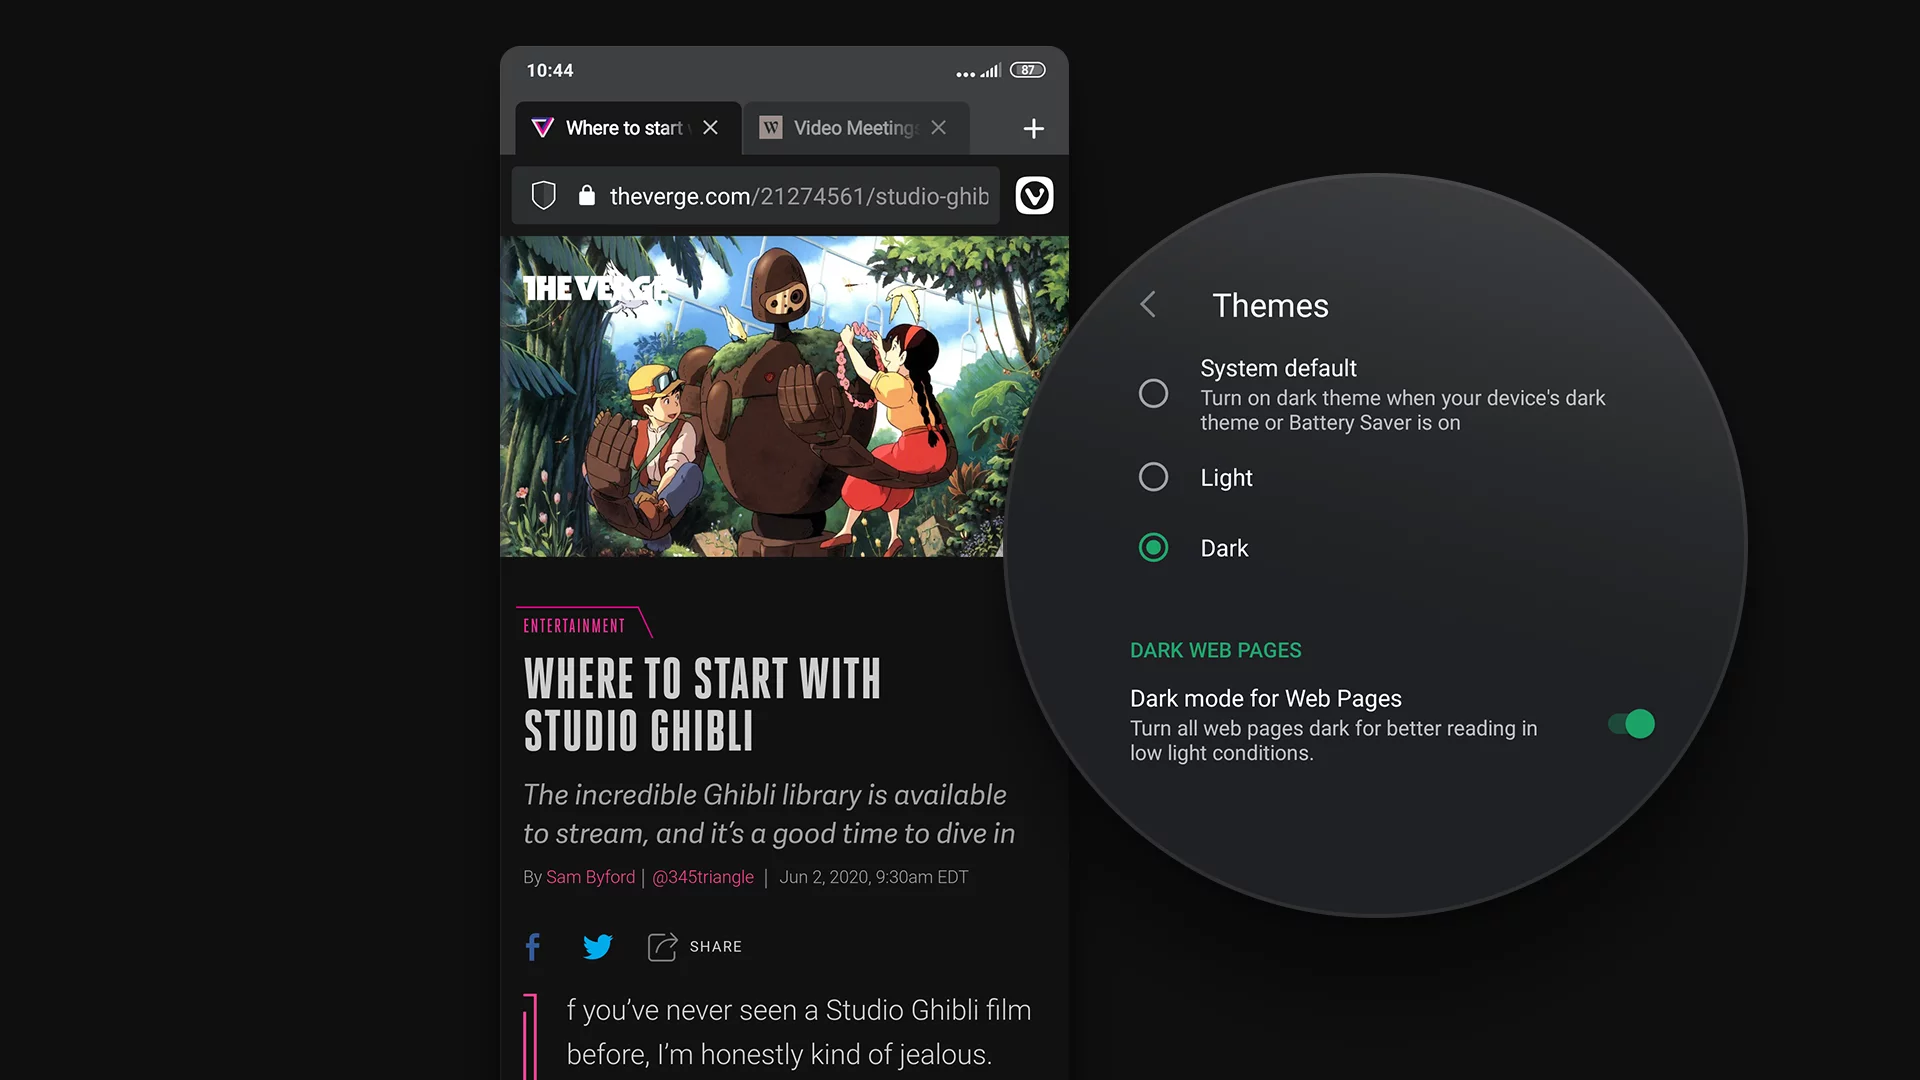 10:44
87
Where to start
Video Meetings
theverge.com/21274561/studio-ghib
THE VERGE
ENTERTAINMENT
WHERE TO START WITH
STUDIO GHIBLI
The incredible Ghibli library is available
to stream, and it's a good time to dive in
By Sam Byford | @345triangle | Jun 2, 2020, 9:30am EDT
SHARE
If you've never seen a Studio Ghibli film
before, I'm honestly kind of jealous.
Themes
System default
Turn on dark theme when your device's dark
theme or Battery Saver is on
Light
Dark
DARK WEB PAGES
Dark mode for Web Pages
Turn all web pages dark for better reading in
low light conditions.